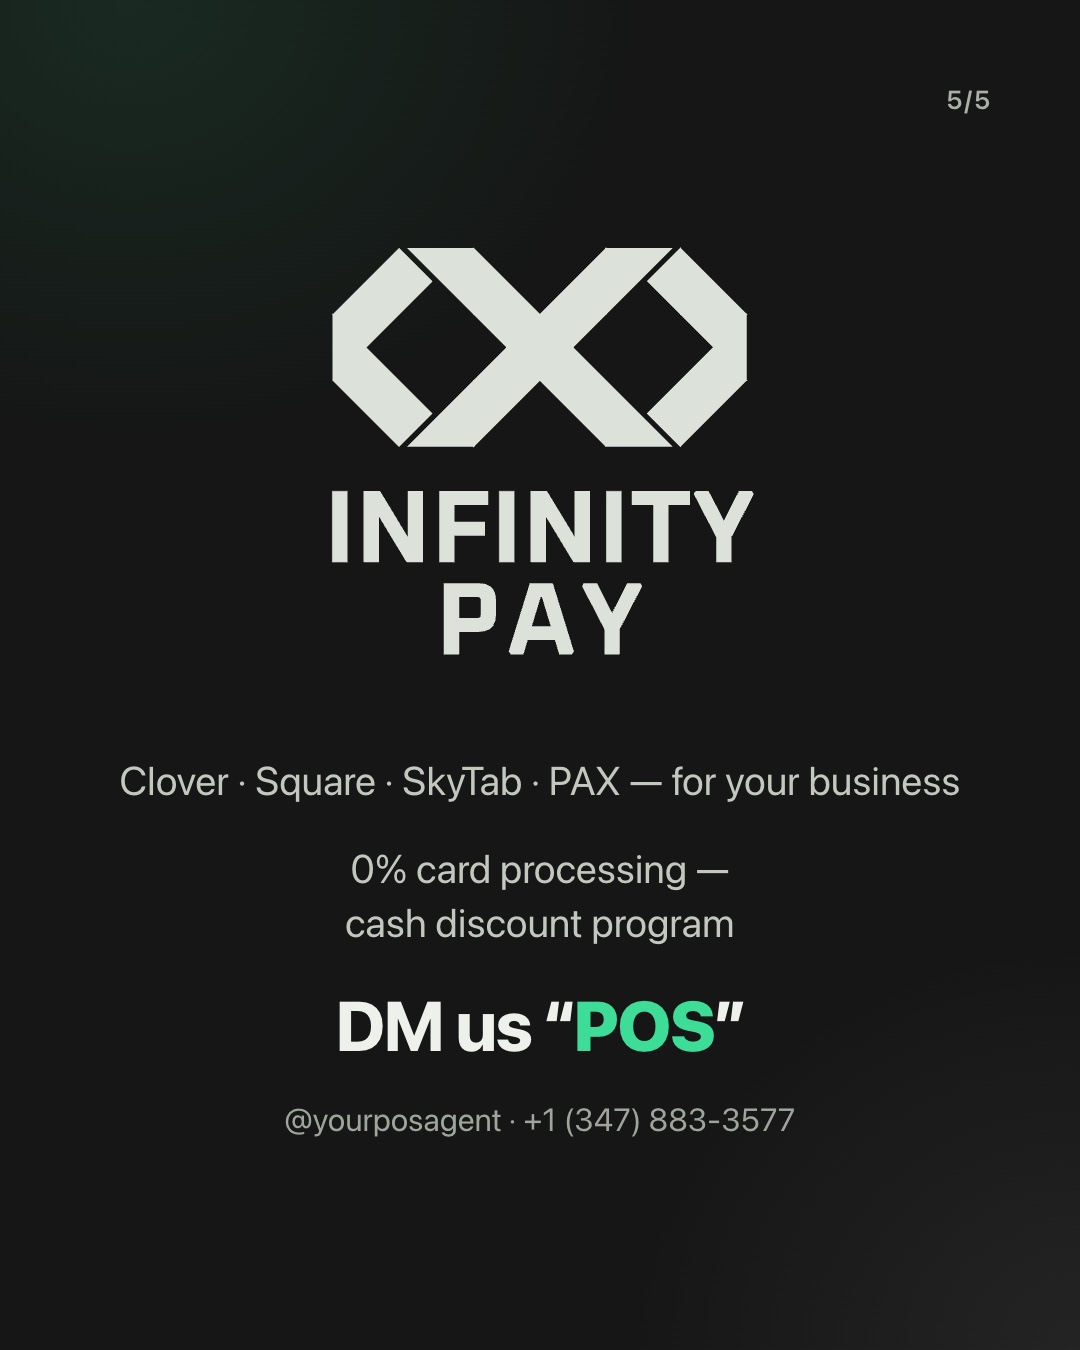 5/5
INFINITY
PAY
Clover · Square · SkyTab · PAX — for your business
0% card processing —
cash discount program
DM us “POS”
@yourposagent · +1 (347) 883-3577